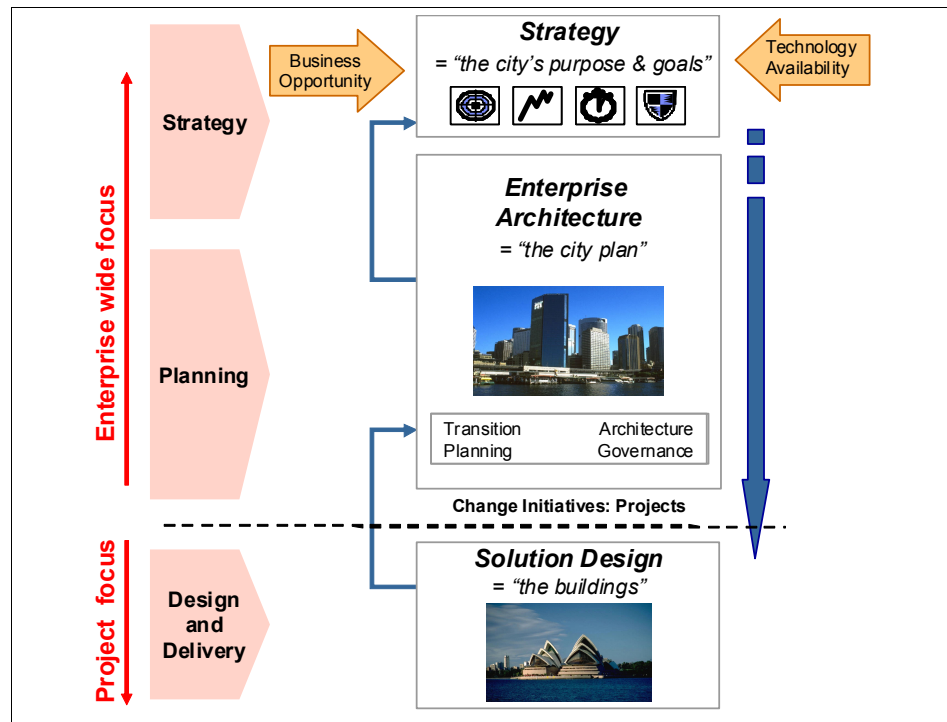 Strategy
= “the city’s purpose & goals”
Business
Opportunity
Technology
Availability
Strategy
Enterprise wide focus
Enterprise
Architecture
= “the city plan”
Planning
Transition
Planning
Architecture
Governance
Change Initiatives: Projects
Project focus
Design
and
Delivery
Solution Design
= “the buildings”